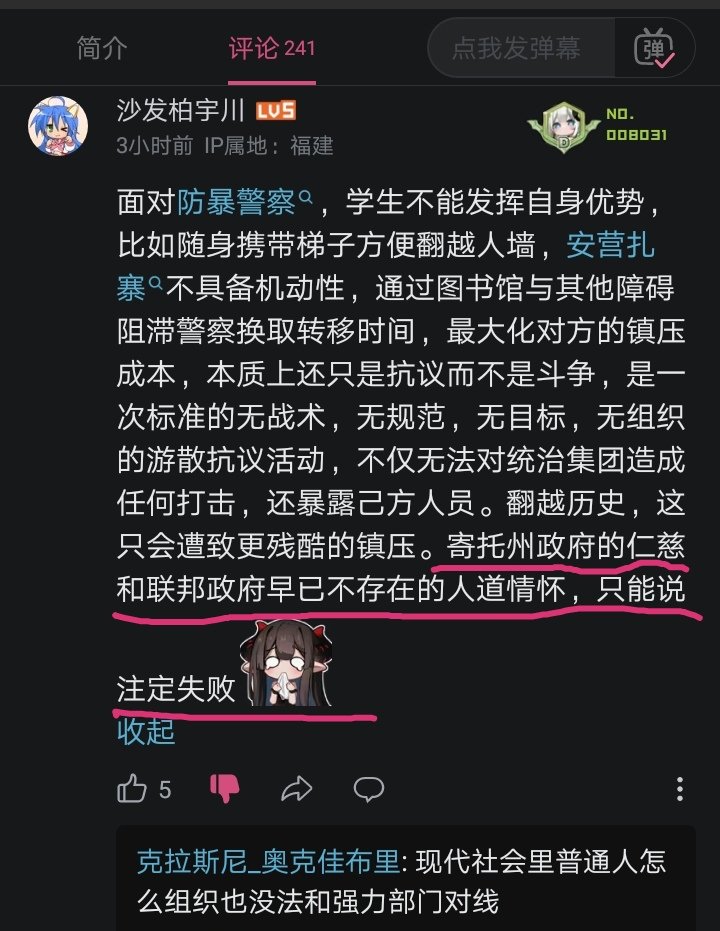 简介
评论 241
点我发弹幕
弹
沙发柏宇川 LV5
NO.
008031
D
3小时前 IP属地：福建
面对防暴警察，学生不能发挥自身优势，
比如随身携带梯子方便翻越人墙，安营扎
寨不具备机动性，通过图书馆与其他障碍
阻滞警察换取转移时间，最大化对方的镇压
成本，本质上还只是抗议而不是斗争，是一
次标准的无战术，无规范，无目标，无组织
的游散抗议活动，不仅无法对统治集团造成
任何打击，还暴露己方人员。翻越历史，这
只会遭致更残酷的镇压。寄托州政府的仁慈
和联邦政府早已不存在的人道情怀，只能说
注定失败
收起
5
克拉斯尼_奥克佳布里: 现代社会里普通人怎
么组织也没法和强力部门对线